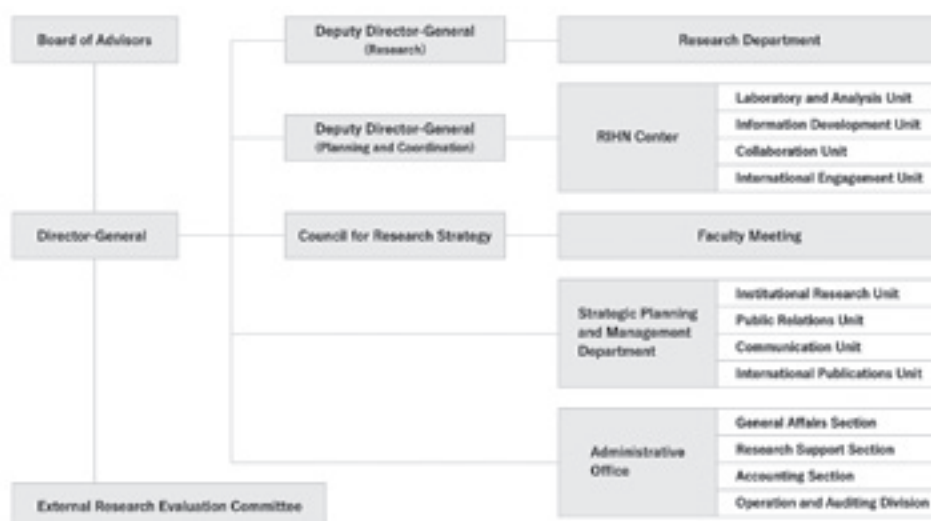 Board of Advisors
Deputy Director-General
(Research)
Research Department
Deputy Director-General
(Planning and Coordination)
RIHN Center
Laboratory and Analysis Unit
Information Development Unit
Collaboration Unit
International Engagement Unit
Director-General
Council for Research Strategy
Faculty Meeting
Strategic Planning
and Management
Department
Institutional Research Unit
Public Relations Unit
Communication Unit
International Publications Unit
Administrative
Office
General Affairs Section
Research Support Section
Accounting Section
Operation and Auditing Division
External Research Evaluation Committee